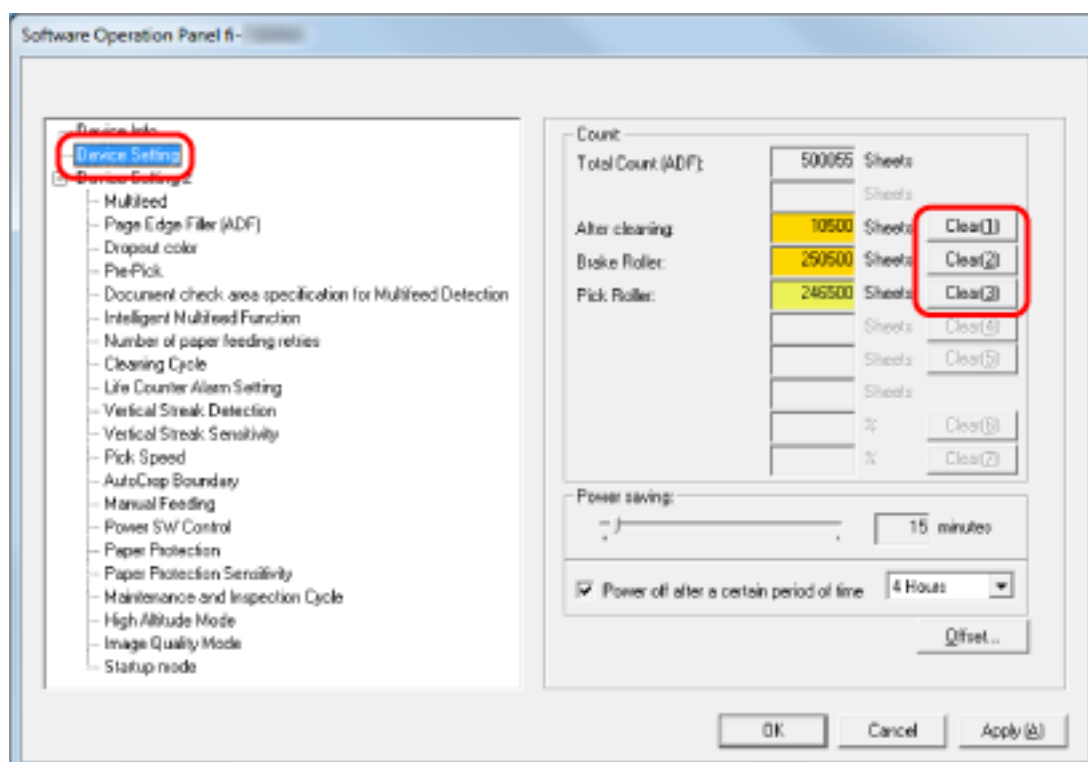 Software Operation Panel fi-
Device Info
Device Setting
Device Setting2
Multifeed
Page Edge Filler (ADF)
Dropout color
Pre-Pick
Document check area specification for Multifeed Detection
Intelligent Multifeed Function
Number of paper feeding retries
Cleaning Cycle
Life Counter Alarm Setting
Vertical Streak Detection
Vertical Streak Sensitivity
Pick Speed
AutoCrop Boundary
Manual Feeding
Power SW Control
Paper Protection
Paper Protection Sensitivity
Maintenance and Inspection Cycle
High Altitude Mode
Image Quality Mode
Startup mode
Count
Total Count (ADF): 500055 Sheets
Sheets
After cleaning: 10500 Sheets Clear(1)
Brake Roller: 250500 Sheets Clear(2)
Pick Roller: 246500 Sheets Clear(3)
Sheets Clear(4)
Sheets Clear(5)
Sheets
% Clear(6)
% Clear(7)
Power saving:
15 minutes
Power off after a certain period of time 4 Hours
Offset...
OK Cancel Apply (A)